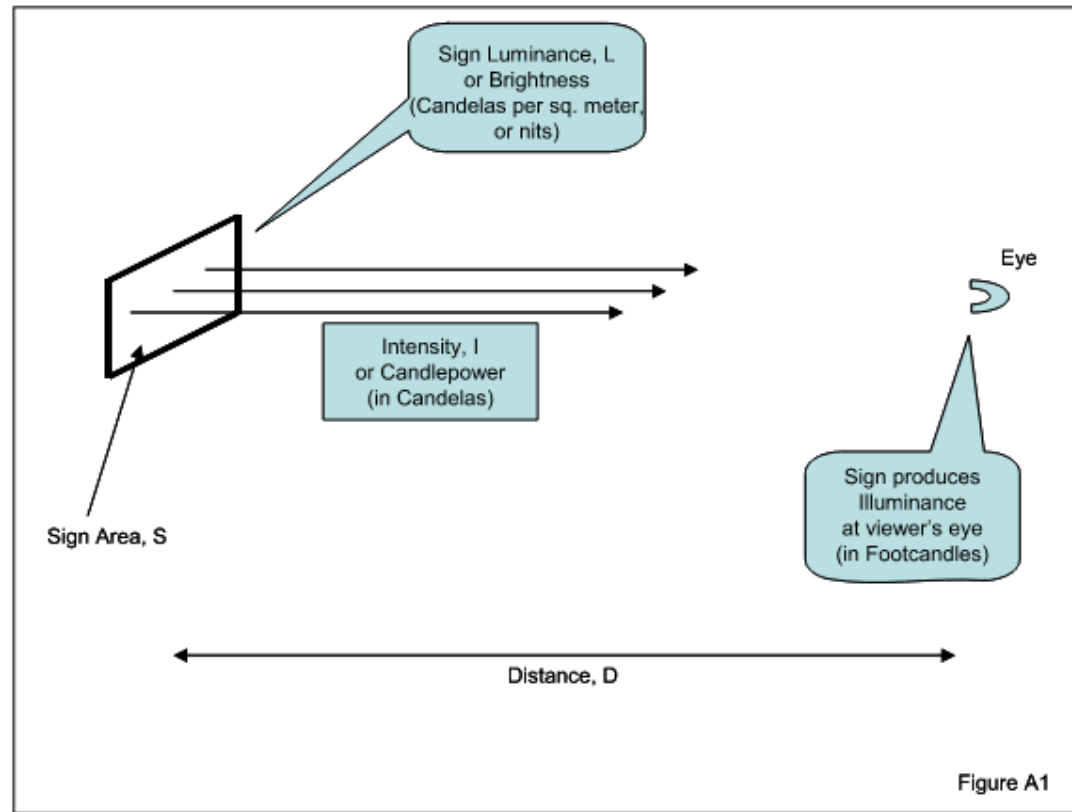 Sign Luminance, L
or Brightness
(Candelas per sq. meter,
or nits)
Eye
Intensity, I
or Candlepower
(in Candelas)
Sign produces
Illuminance
at viewer's eye
(in Footcandles)
Sign Area, S
Distance, D
Figure A1